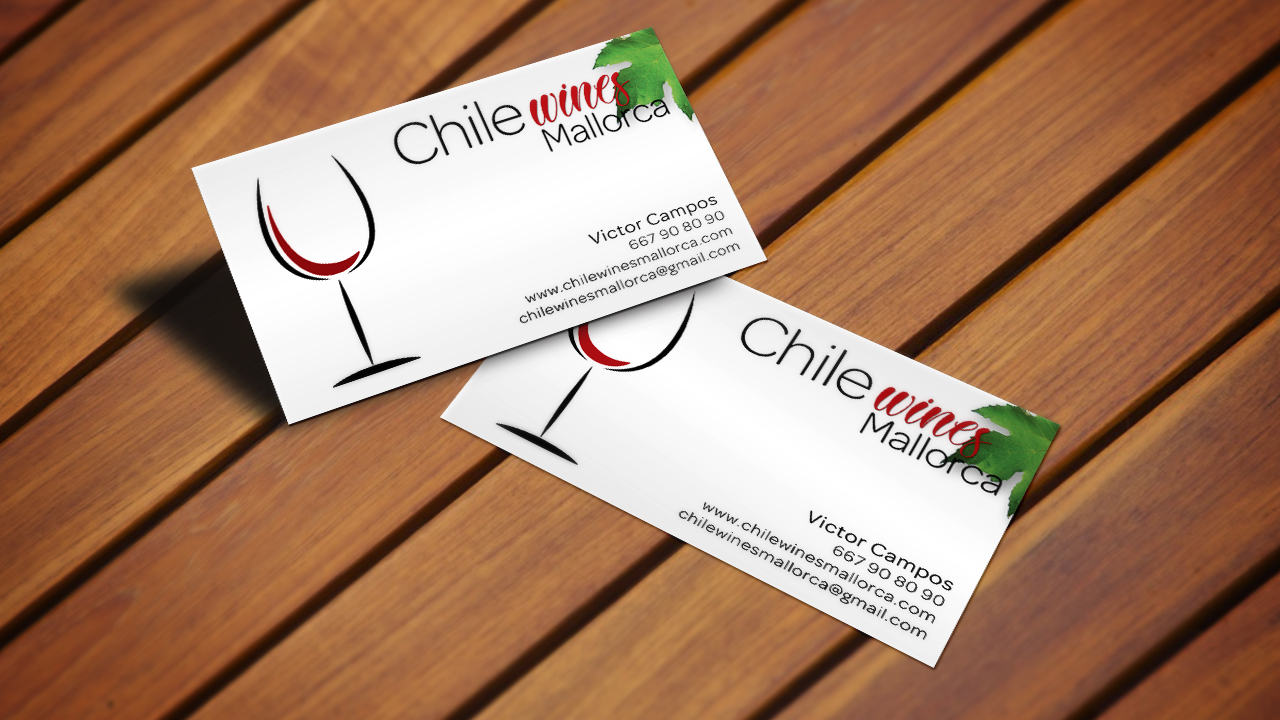 Chile wines
Mallorca
Victor Campos
667 90 80 90
www.chilewinesmallorca.com
chilewinesmallorca@gmail.com
Chile wines
Mallorca
Victor Campos
667 90 80 90
www.chilewinesmallorca.com
chilewinesmallorca@gmail.com